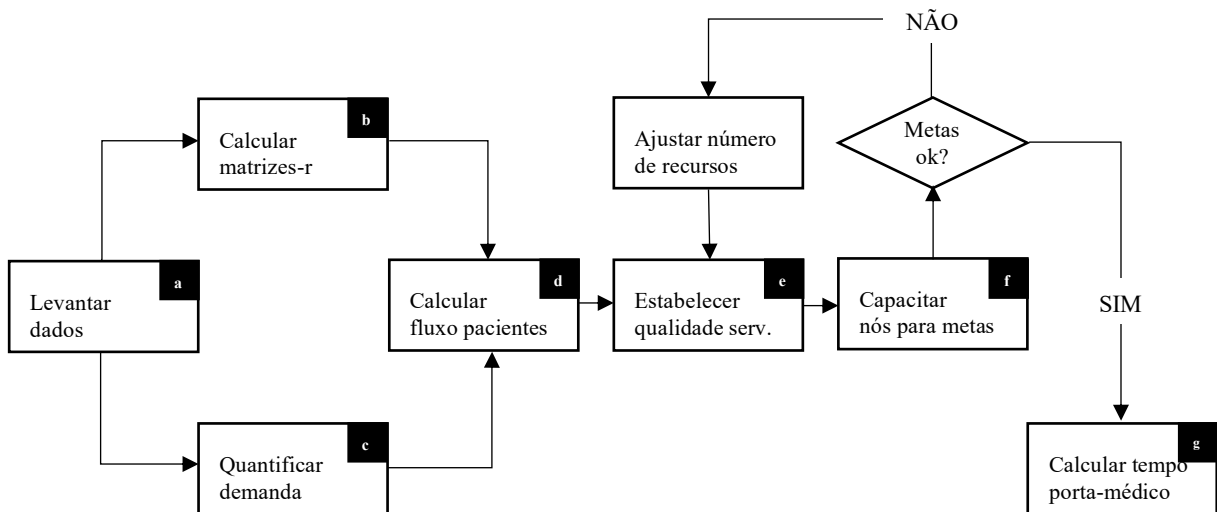 NÃO
b
Calcular
matrizes-r
Ajustar número
de recursos
Metas
ok?
a
Levantar
dados
d
Calcular
fluxo pacientes
e
Estabelecer
qualidade serv.
f
Capacitar
nós para metas
SIM
c
Quantificar
demanda
g
Calcular tempo
porta-médico